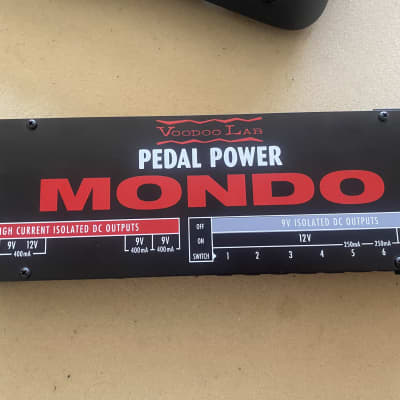 VOODOO LAB
PEDAL POWER
MONDO
HIGH CURRENT ISOLATED DC OUTPUTS
9V 12V 9V 9V
400mA 400mA 400mA
OFF 9V ISOLATED DC OUTPUTS
ON 12V 250mA 250mA
SWITCH 1 2 3 4 5 6